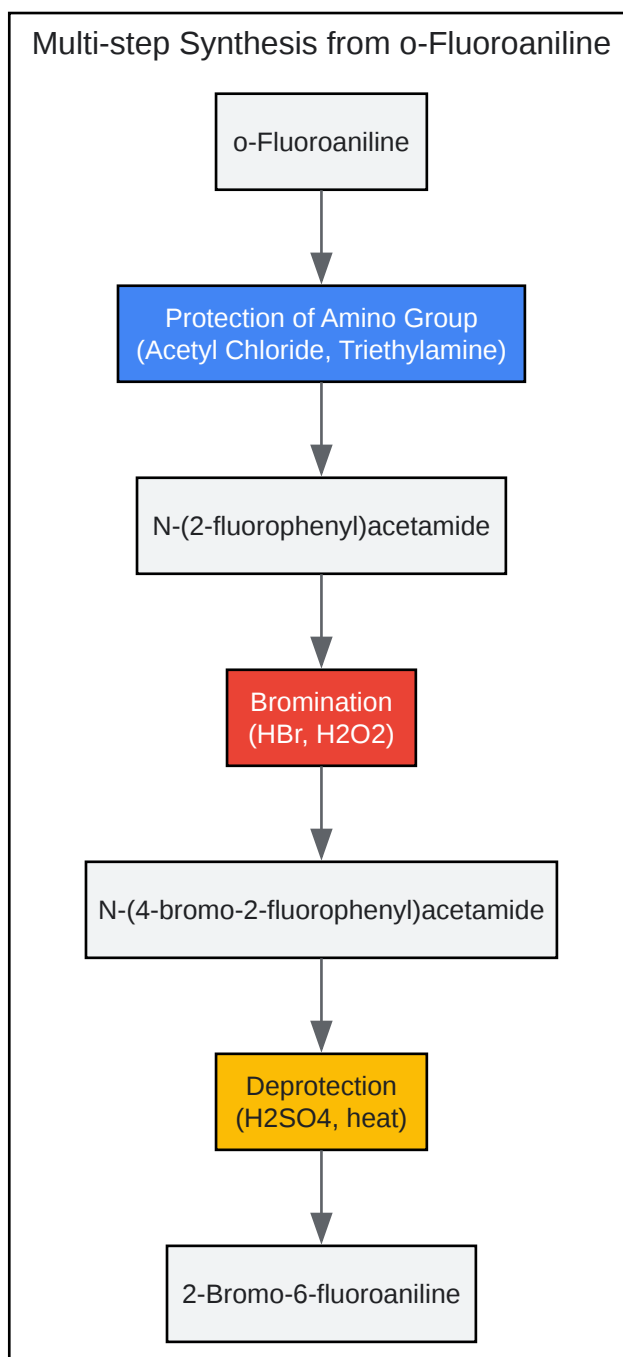 Multi-step Synthesis from o-Fluoroaniline
o-Fluoroaniline
Protection of Amino Group
(Acetyl Chloride, Triethylamine)
N-(2-fluorophenyl)acetamide
Bromination
(HBr, H2O2)
N-(4-bromo-2-fluorophenyl)acetamide
Deprotection
(H2SO4, heat)
2-Bromo-6-fluoroaniline